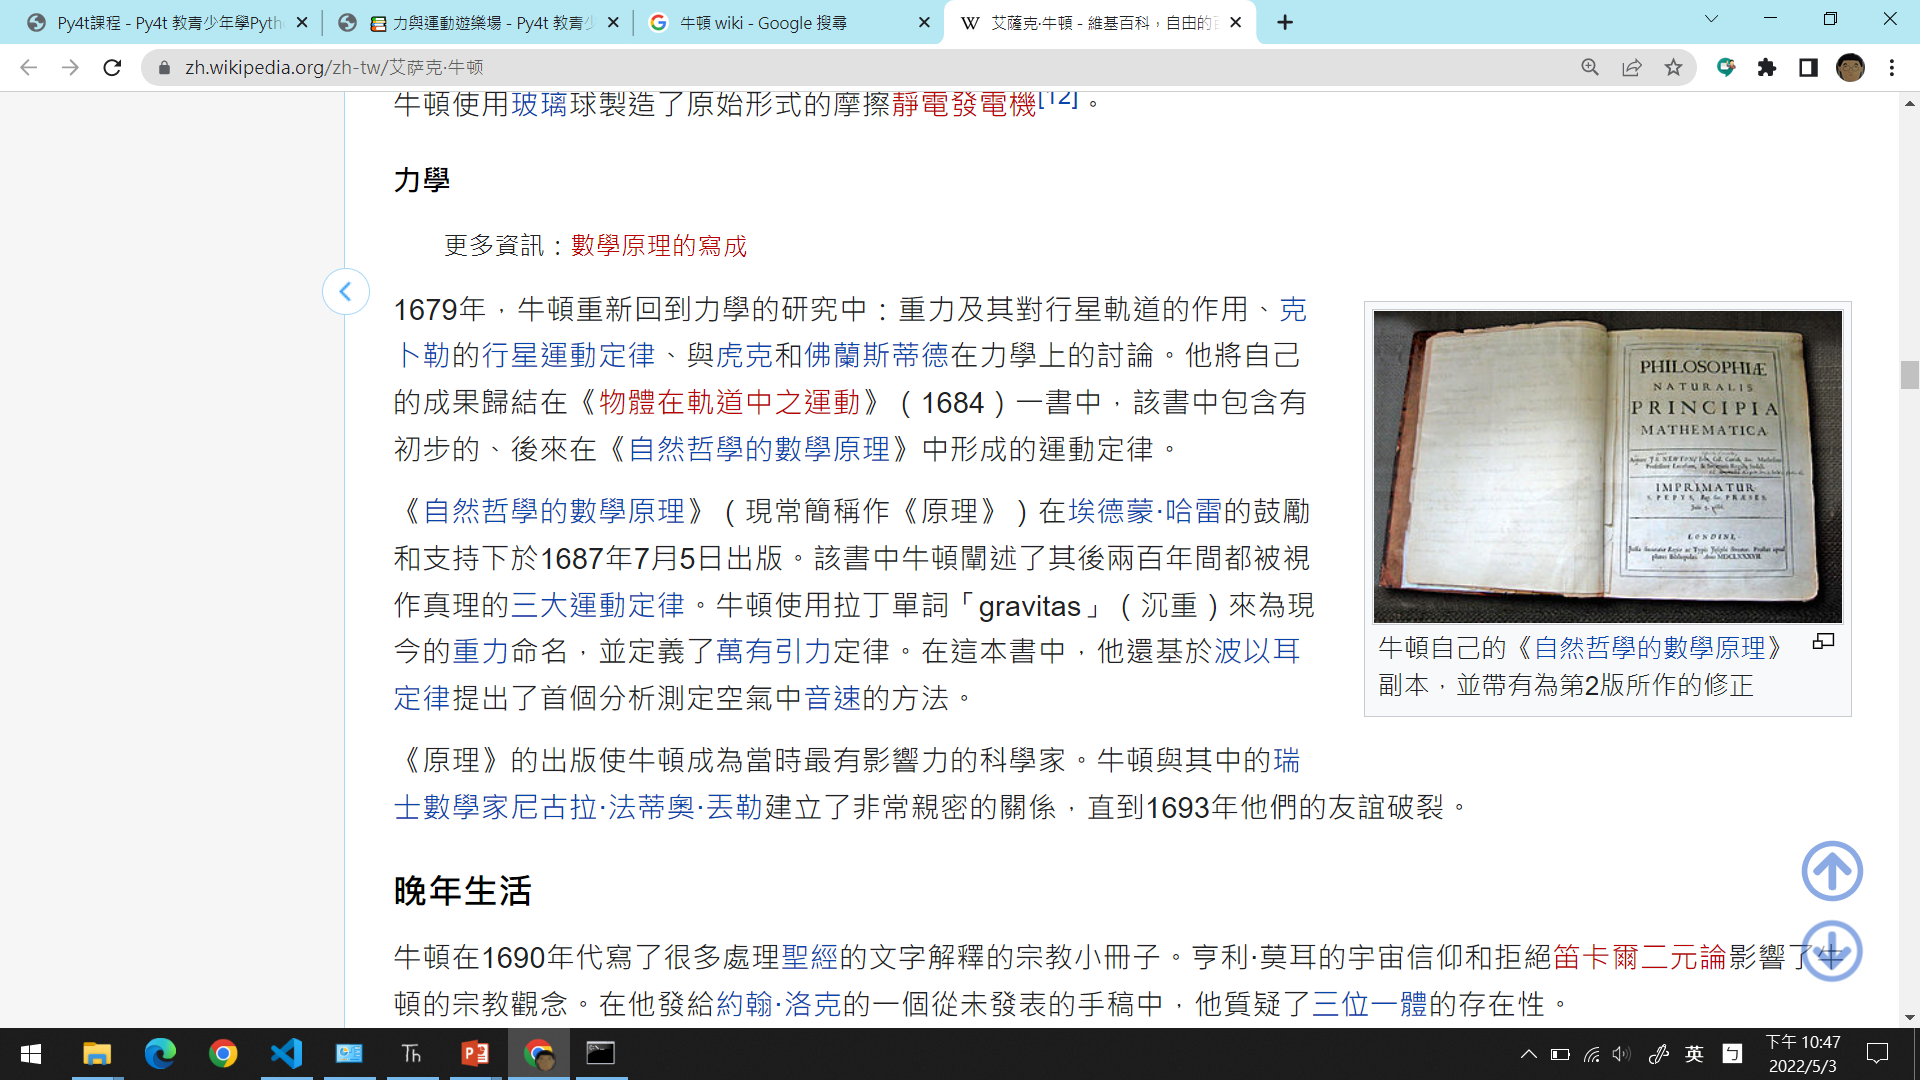 Py4t課程 - Py4t 教青少年學Pyth
力與運動遊樂場 - Py4t 教青少
牛頓 wiki - Google 搜尋
艾薩克·牛頓 - 維基百科，自由的百
zh.wikipedia.org/zh-tw/艾萨克·牛顿
牛頓使用玻璃球製造了原始形式的摩擦靜電發電機[12]。
力學
更多資訊：數學原理的寫成
1679年，牛頓重新回到力學的研究中：重力及其對行星軌道的作用、克
卜勒的行星運動定律、與虎克和佛蘭斯蒂德在力學上的討論。他將自己
的成果歸結在《物體在軌道中之運動》（1684）一書中，該書中包含有
初步的、後來在《自然哲學的數學原理》中形成的運動定律。
《自然哲學的數學原理》（現常簡稱作《原理》）在埃德蒙·哈雷的鼓勵
和支持下於1687年7月5日出版。該書中牛頓闡述了其後兩百年間都被視
作真理的三大運動定律。牛頓使用拉丁單詞「gravitas」（沉重）來為現
今的重力命名，並定義了萬有引力定律。在這本書中，他還基於波以耳
定律提出了首個分析測定空氣中音速的方法。
《原理》的出版使牛頓成為當時最有影響力的科學家。牛頓與其中的瑞
士數學家尼古拉·法蒂奧·丟勒建立了非常親密的關係，直到1693年他們的友誼破裂。
PHILOSOPHIÆ
NATURALIS
PRINCIPIA
MATHEMATICA
IMPRIMATUR
S. PEPYS, Reg. Soc. PRÆSES.
LONDINI,
牛頓自己的《自然哲學的數學原理》
副本，並帶有為第2版所作的修正
晚年生活
牛頓在1690年代寫了很多處理聖經的文字解釋的宗教小冊子。亨利·莫耳的宇宙信仰和拒絕笛卡爾二元論影響了牛
頓的宗教觀念。在他發給約翰·洛克的一個從未發表的手稿中，他質疑了三位一體的存在性。
Th
英
ㄅ
下午 10:47
2022/5/3